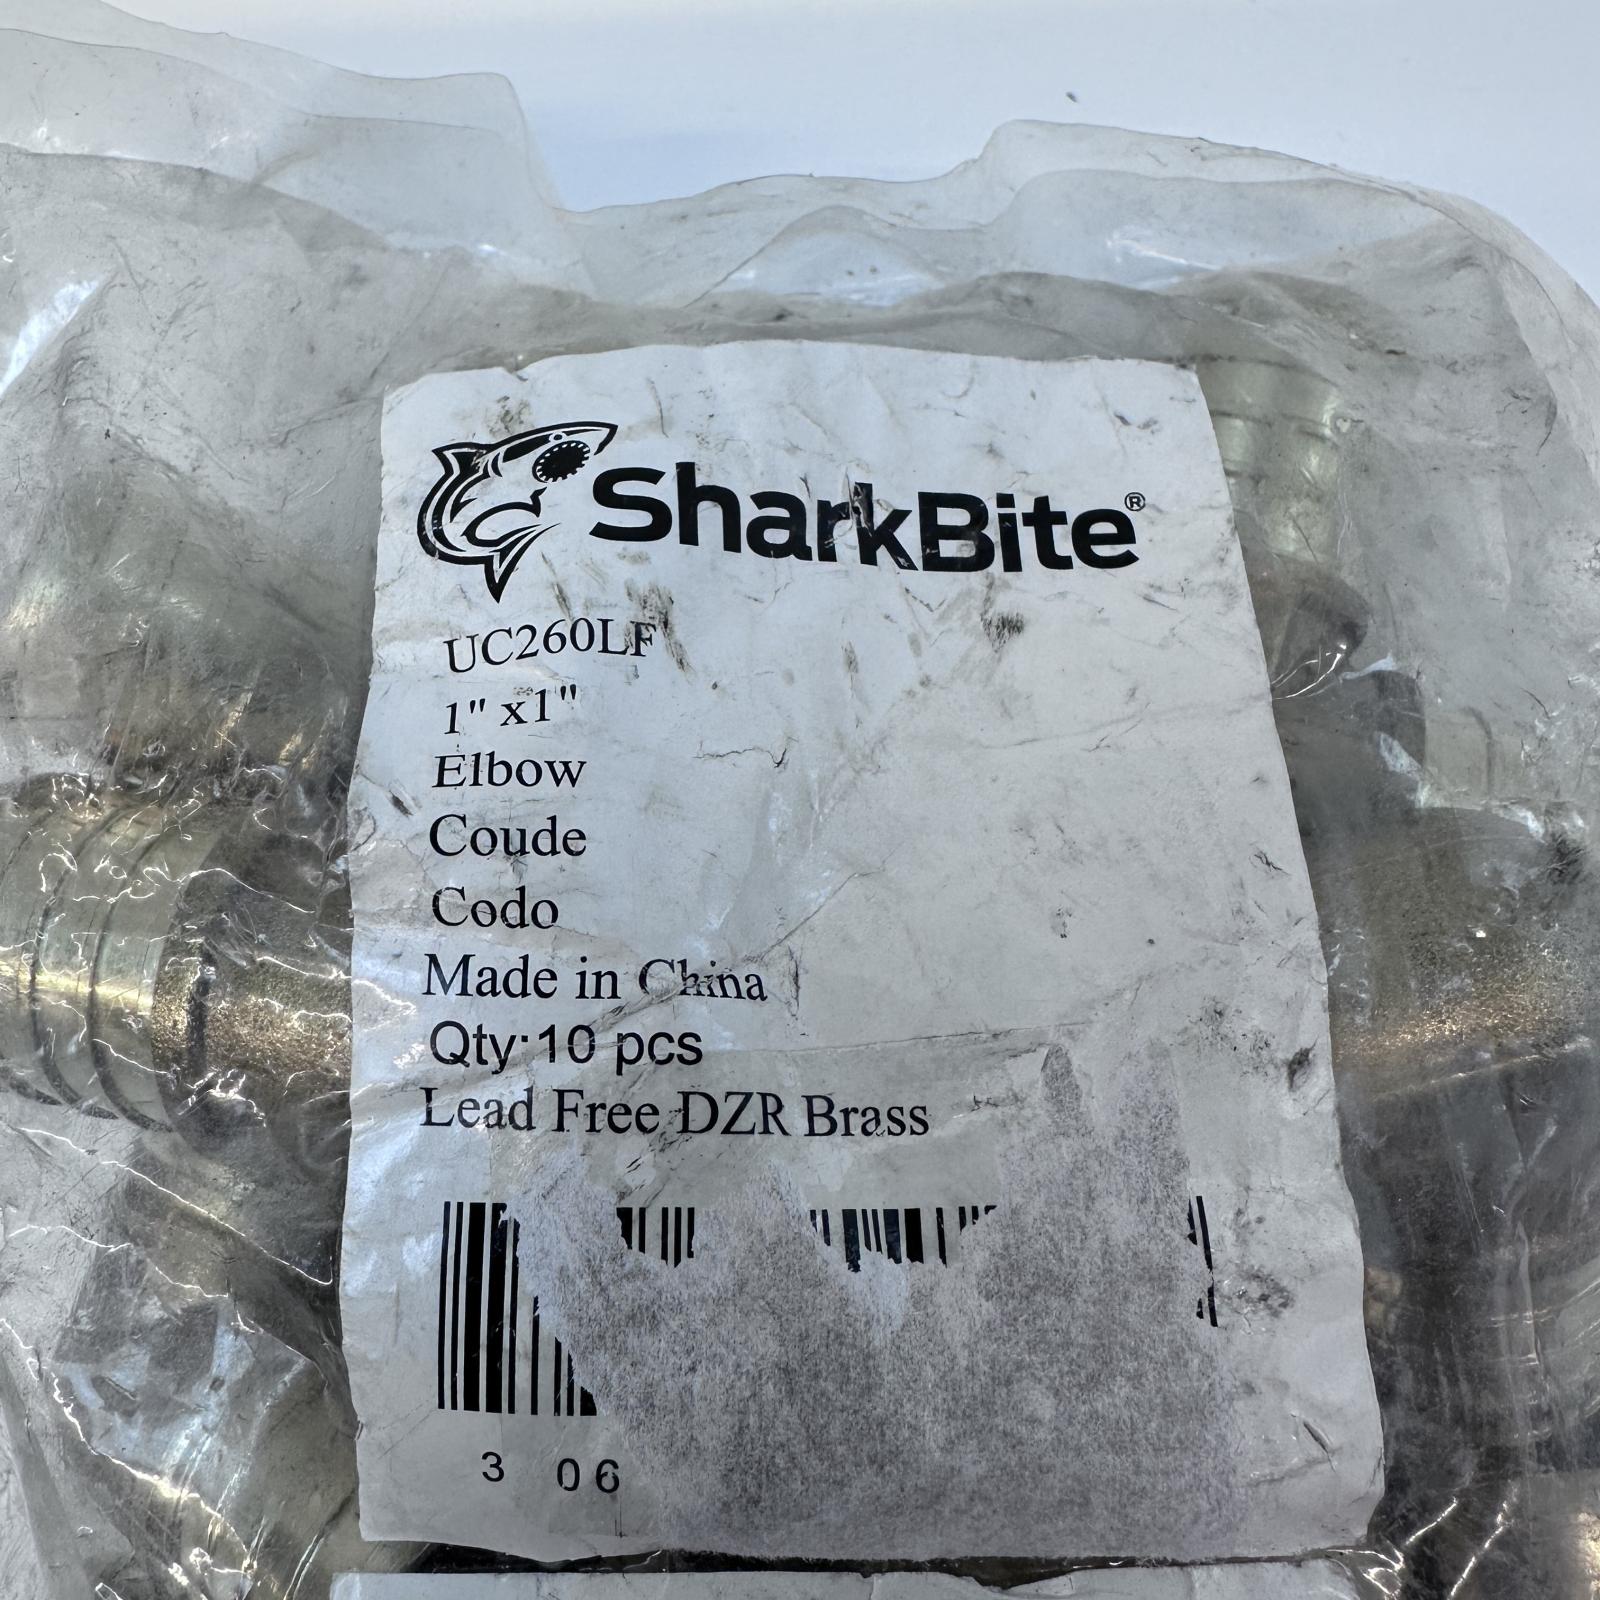 SharkBite®
UC260LF
1" x1"
Elbow
Coude
Codo
Made in China
Qty:10 pcs
Lead Free DZR Brass
3 06